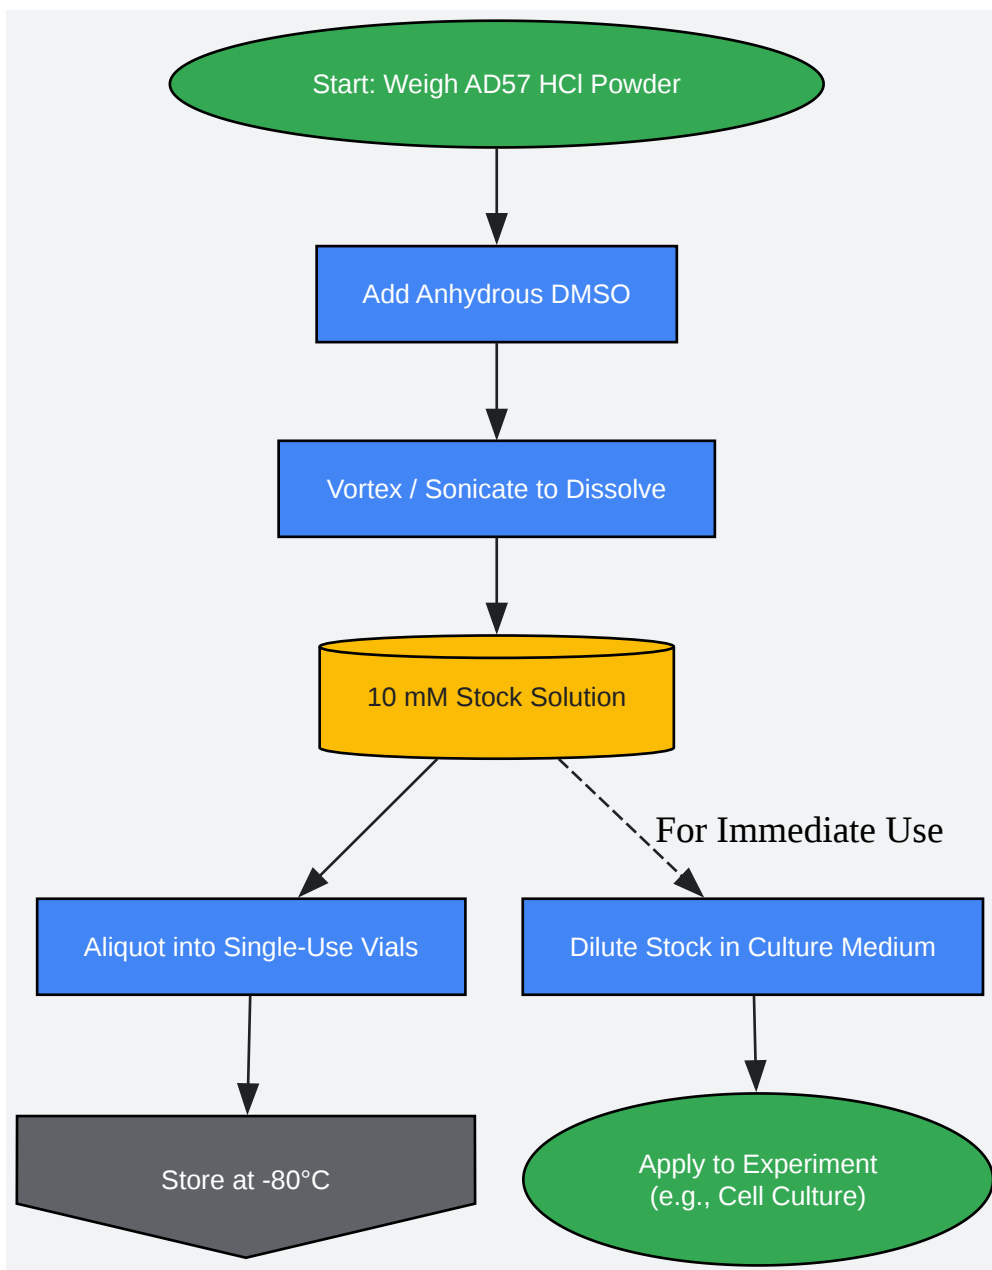 Start: Weigh AD57 HCl Powder
Add Anhydrous DMSO
Vortex / Sonicate to Dissolve
10 mM Stock Solution
For Immediate Use
Aliquot into Single-Use Vials
Dilute Stock in Culture Medium
Store at -80°C
Apply to Experiment
(e.g., Cell Culture)